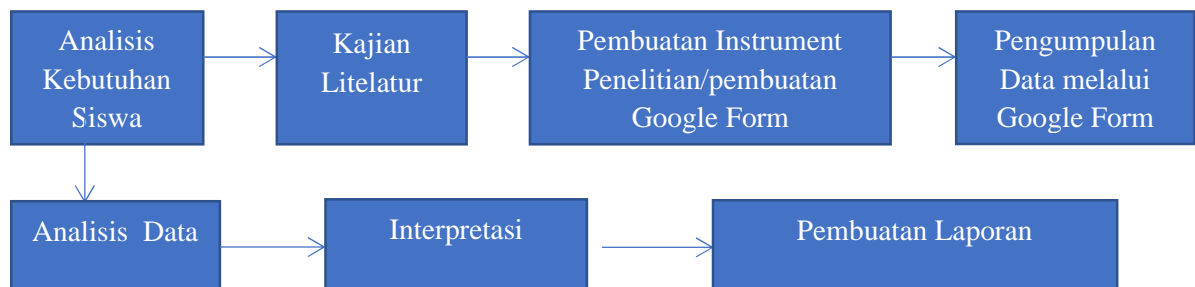 Analisis
Kebutuhan
Siswa
Kajian
Litelatur
Pembuatan Instrument
Penelitian/pembuatan
Google Form
Pengumpulan
Data melalui
Google Form
Analisis Data
Interpretasi
Pembuatan Laporan